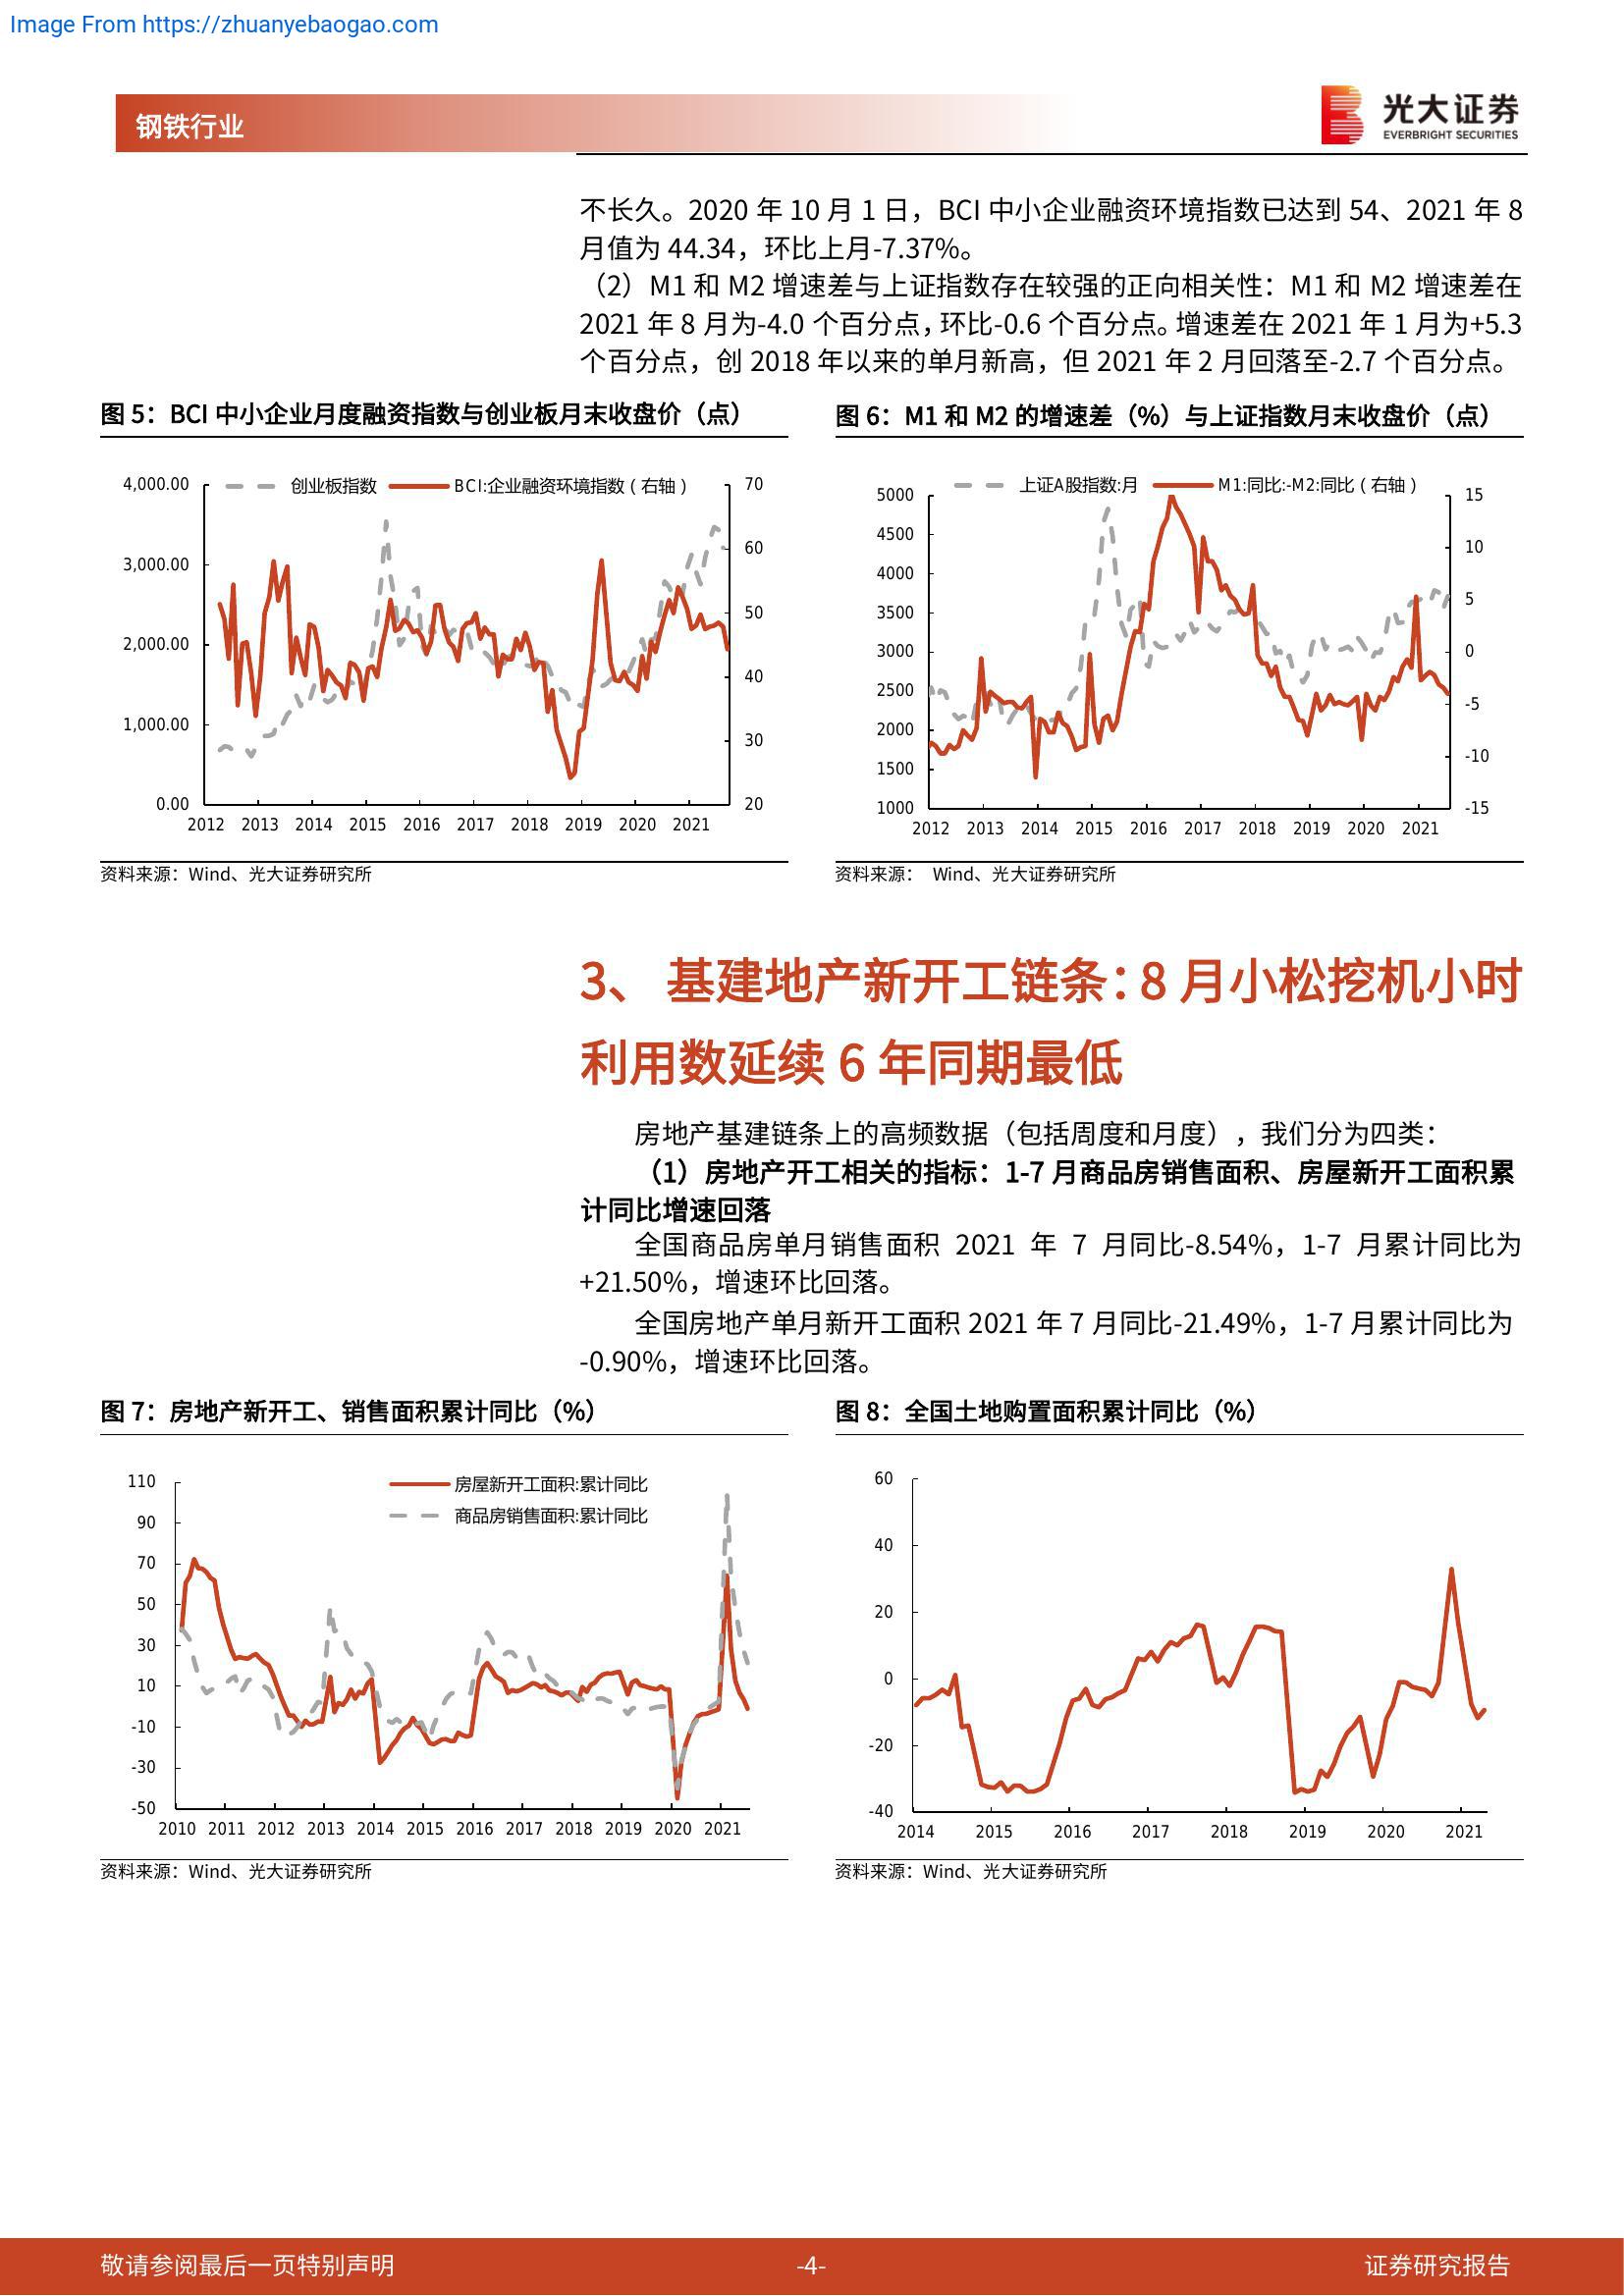 Image From https://zhuanyebaogao.com
钢铁行业
光大证券
EVERBRIGHT SECURITIES
不长久。2020 年 10 月 1 日，BCI 中小企业融资环境指数已达到 54、2021 年 8
月值为 44.34，环比上月-7.37%。
（2）M1 和 M2 增速差与上证指数存在较强的正向相关性：M1 和 M2 增速差在
2021 年 8 月为-4.0 个百分点，环比-0.6 个百分点。增速差在 2021 年 1 月为+5.3
个百分点，创 2018 年以来的单月新高，但 2021 年 2 月回落至-2.7 个百分点。
图 5：BCI 中小企业月度融资指数与创业板月末收盘价（点）
创业板指数 BCI:企业融资环境指数（右轴）
4,000.00
3,000.00
2,000.00
1,000.00
0.00
70
60
50
40
30
20
2012 2013 2014 2015 2016 2017 2018 2019 2020 2021
资料来源：Wind、光大证券研究所
图 6：M1 和 M2 的增速差（%）与上证指数月末收盘价（点）
上证A股指数:月 M1:同比:-M2:同比（右轴）
5000
4500
4000
3500
3000
2500
2000
1500
1000
15
10
5
0
-5
-10
-15
2012 2013 2014 2015 2016 2017 2018 2019 2020 2021
资料来源： Wind、光大证券研究所
3、 基建地产新开工链条：8 月小松挖机小时
利用数延续 6 年同期最低
房地产基建链条上的高频数据（包括周度和月度），我们分为四类：
（1）房地产开工相关的指标：1-7 月商品房销售面积、房屋新开工面积累
计同比增速回落
全国商品房单月销售面积 2021 年 7 月同比-8.54%，1-7 月累计同比为
+21.50%，增速环比回落。
全国房地产单月新开工面积 2021 年 7 月同比-21.49%，1-7 月累计同比为
-0.90%，增速环比回落。
图 7：房地产新开工、销售面积累计同比（%）
房屋新开工面积:累计同比
商品房销售面积:累计同比
110
90
70
50
30
10
-10
-30
-50
2010 2011 2012 2013 2014 2015 2016 2017 2018 2019 2020 2021
资料来源：Wind、光大证券研究所
图 8：全国土地购置面积累计同比（%）
60
40
20
0
-20
-40
2014 2015 2016 2017 2018 2019 2020 2021
资料来源：Wind、光大证券研究所
敬请参阅最后一页特别声明
-4-
证券研究报告